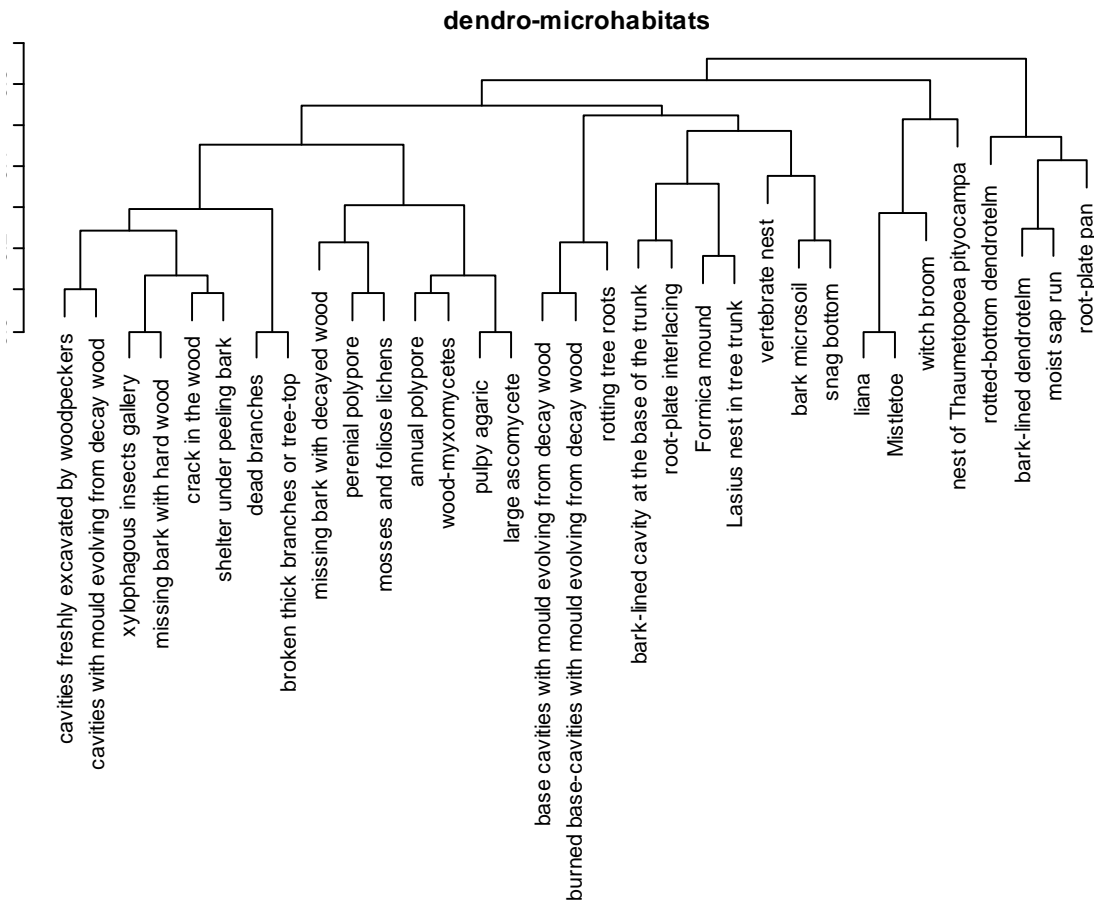 dendro-microhabitats
cavities freshly excavated by woodpeckers
cavities with mould evolving from decay wood
xylophagous insects gallery
missing bark with hard wood
crack in the wood
shelter under peeling bark
dead branches
broken thick branches or tree-top
missing bark with decayed wood
perenial polypore
mosses and foliose lichens
annual polypore
wood-myxomycetes
pulpy agaric
large ascomycete
base cavities with mould evolving from decay wood
burned base-cavities with mould evolving from decay wood
rotting tree roots
bark-lined cavity at the base of the trunk
root-plate interlacing
Formica mound
Lasius nest in tree trunk
vertebrate nest
bark microsoil
snag bottom
liana
Mistletoe
witch broom
nest of Thaumetopoea pityocampa
rotted-bottom dendrotelm
bark-lined dendrotelm
moist sap run
root-plate pan